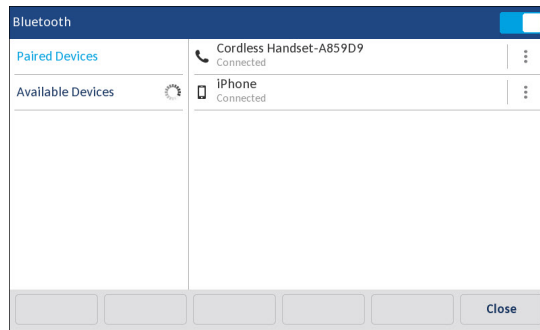 Bluetooth
Paired Devices
Available Devices
Cordless Handset-A859D9
Connected
iPhone
Connected
Close